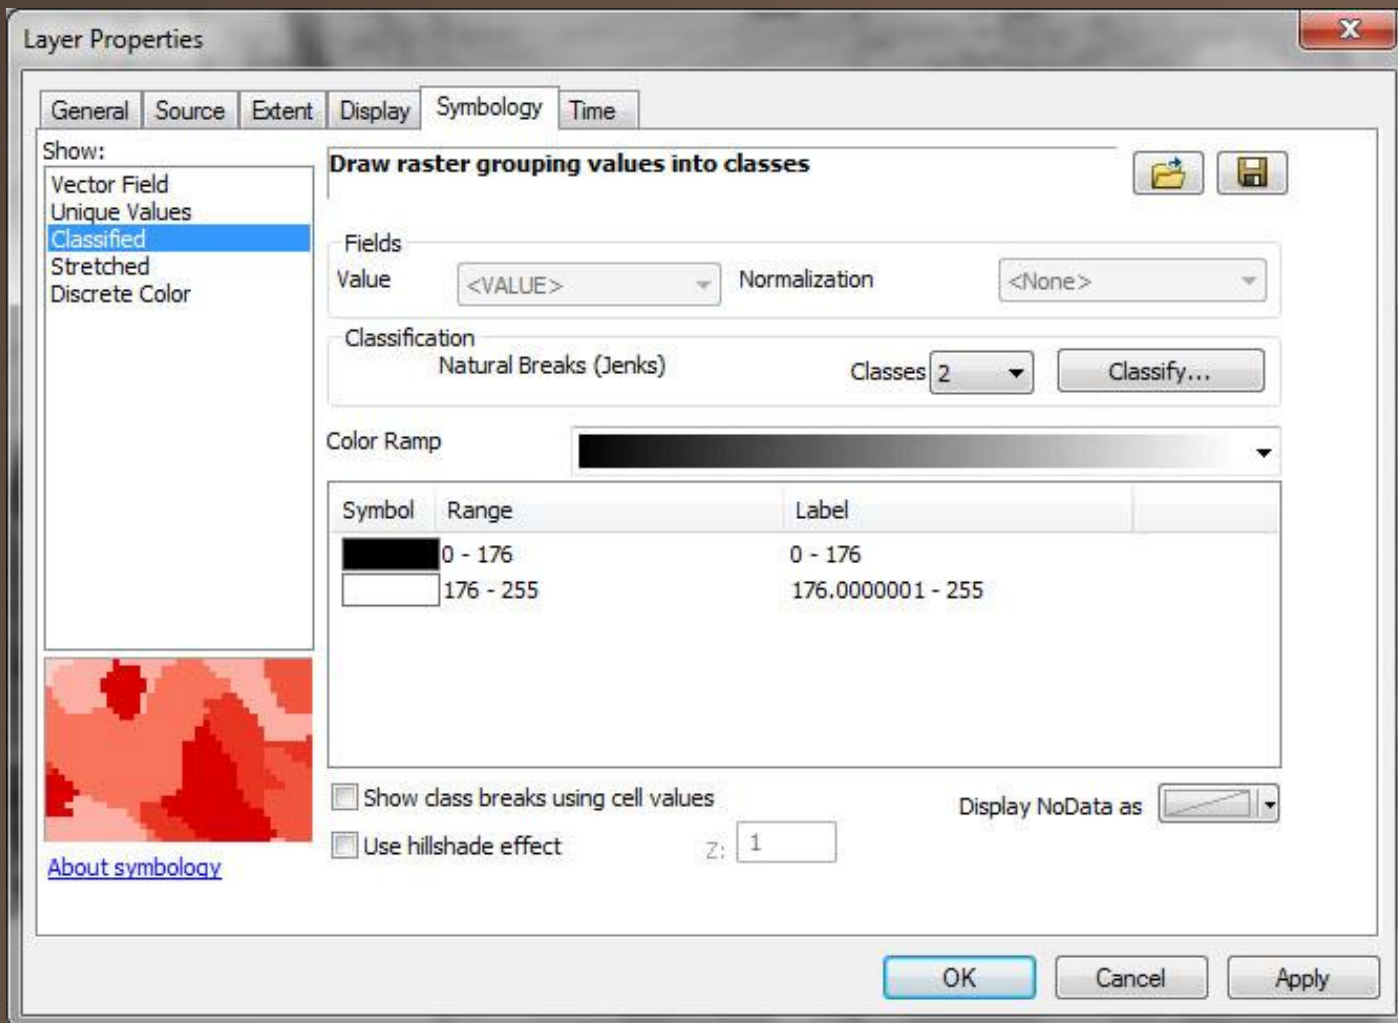 Layer Properties
X
General Source Extent Display Symbology Time
Show:
Vector Field
Unique Values
Classified
Stretched
Discrete Color
About symbology
Draw raster grouping values into classes
Fields
Value <VALUE> Normalization <None>
Classification
Natural Breaks (Jenks) Classes 2 Classify...
Color Ramp
Symbol Range Label
0 - 176 0 - 176
176 - 255 176.0000001 - 255
Show class breaks using cell values Display NoData as
Use hillshade effect Z: 1
OK Cancel Apply